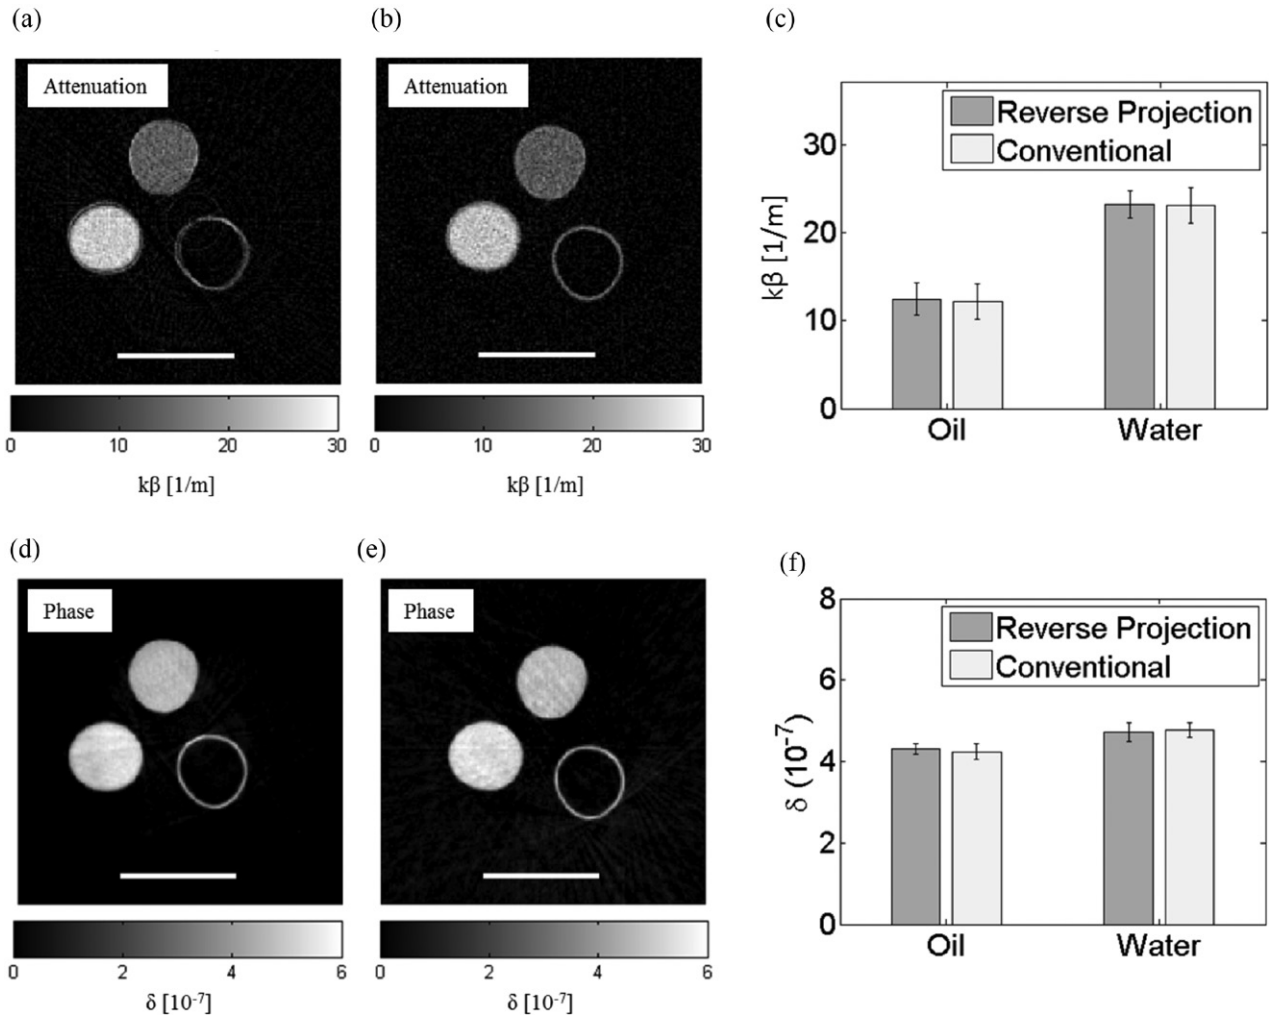 (a)
(b)
(c)
Attenuation
Attenuation
Reverse Projection
Conventional
30
20
10
0
kβ [1/m]
Oil
Water
0 10 20 30
kβ [1/m]
0 10 20 30
kβ [1/m]
(d)
(e)
(f)
Phase
Phase
Reverse Projection
Conventional
8
6
4
2
0
δ (10-7)
Oil
Water
0 2 4 6
δ [10-7]
0 2 4 6
δ [10-7]